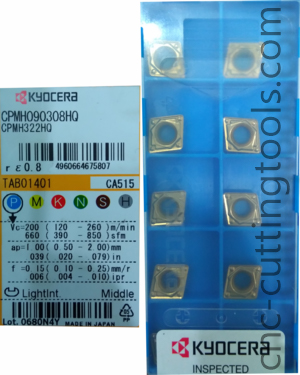 KYOCERA
CPMH090308HQ
CPMH322HQ
rε0.8
4960664675807
TAB01401 CA515
P M K N S H
Vc=200 (120 - 260)m/min
660 (390 - 850)sfm
ap=1.00(0.50 - 2.00)mm
.039(.020 - .079)in
f =0.15(0.10 - 0.25)mm/r
.006(.004 - .010)ipr
LightInt. Middle
PP
Lot. 0680N4Y MADE IN JAPAN
KYOCERA
INSPECTED
cnc-cuttingtools.com